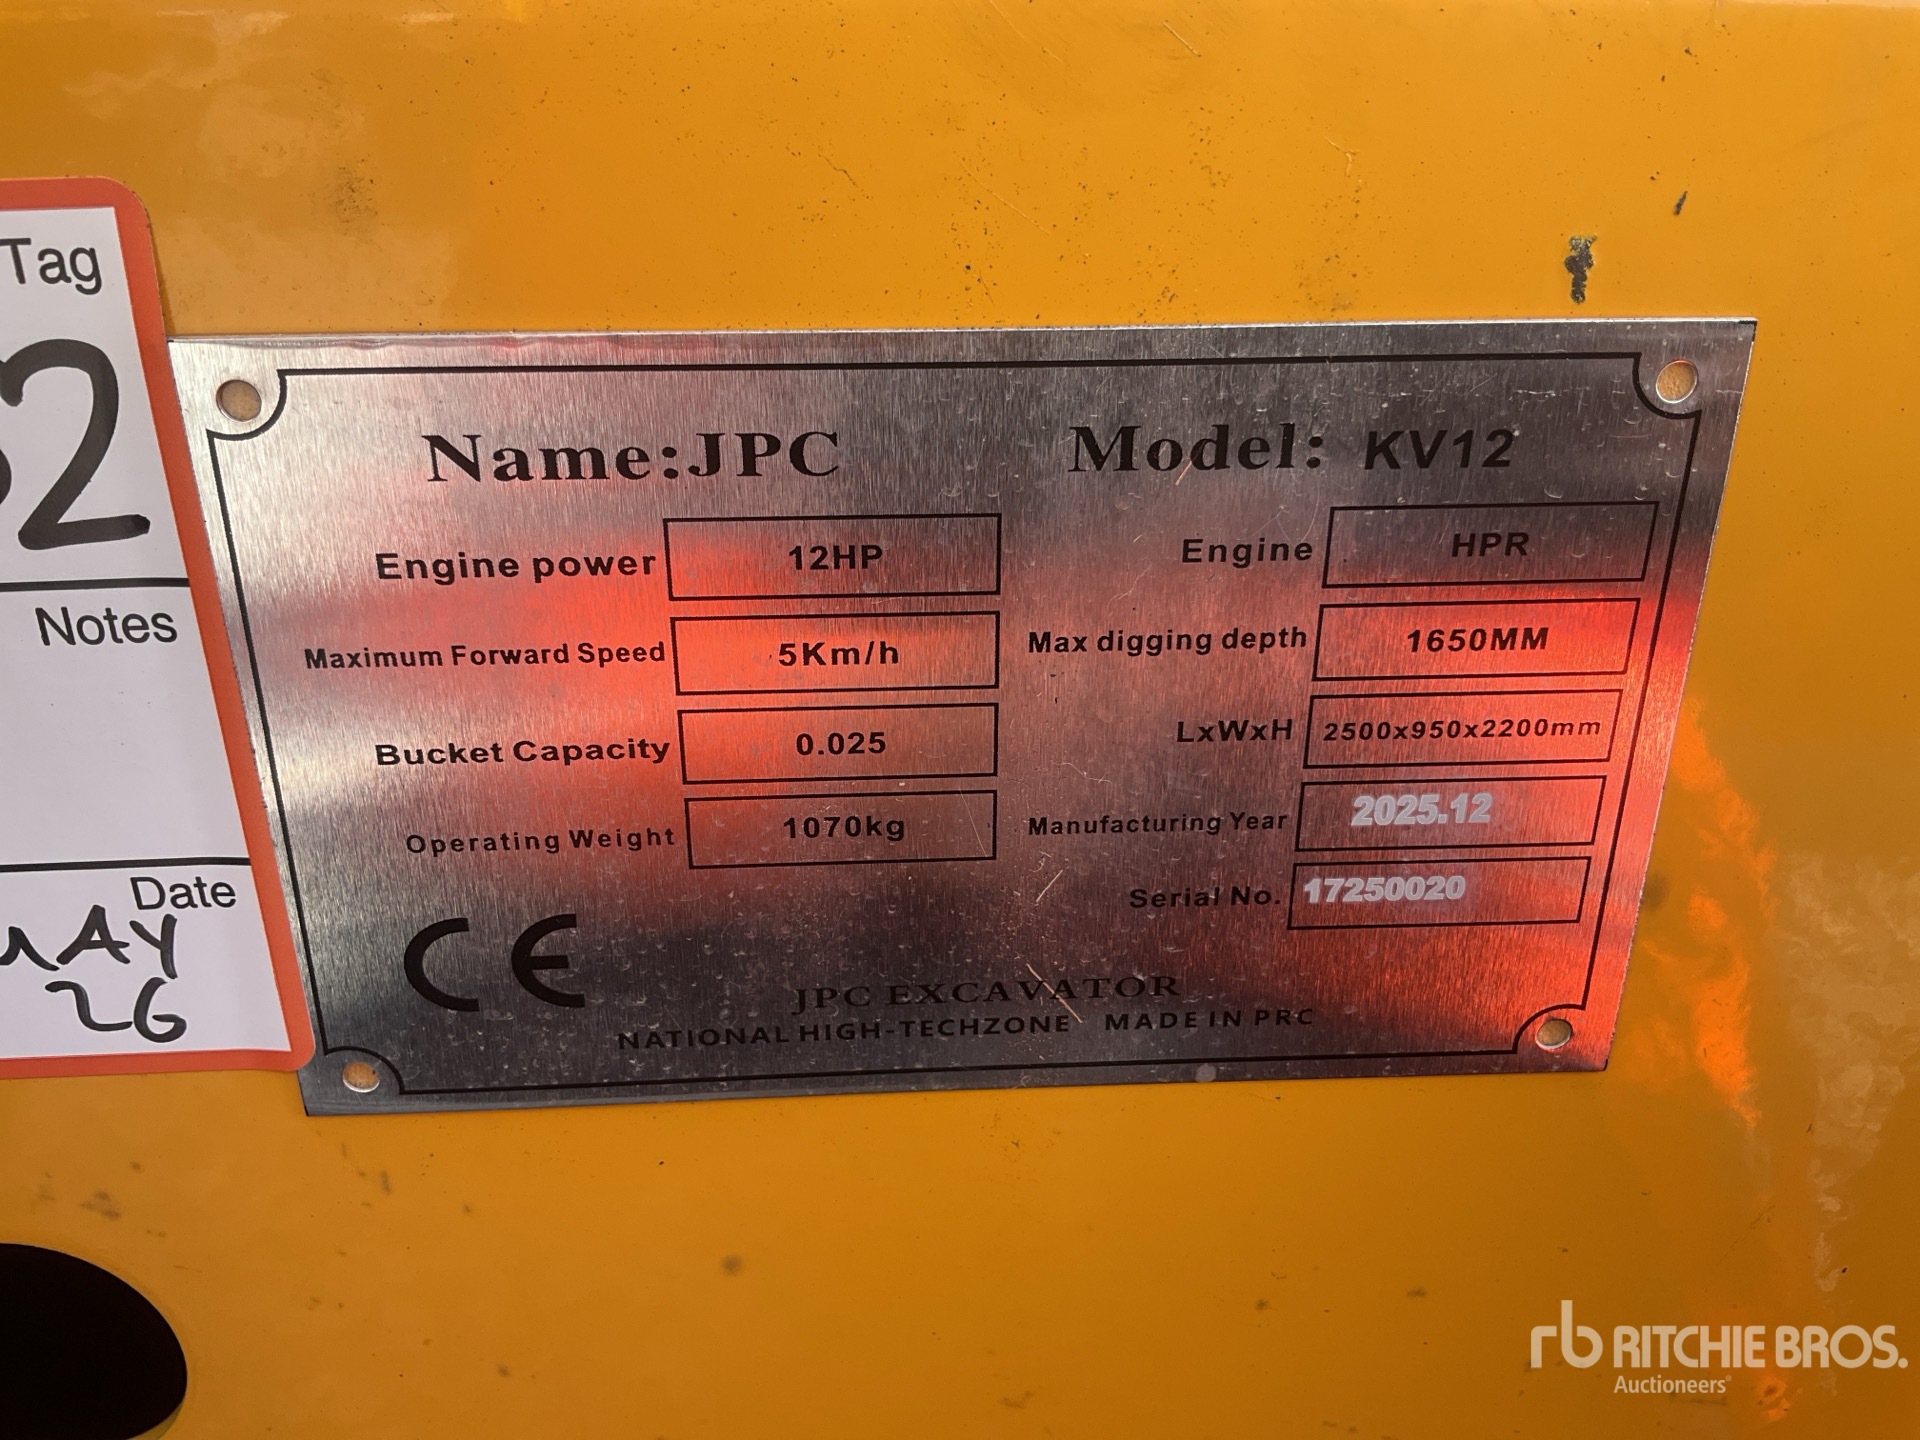 Tag
2
Notes
Date
MAY
26
Name:JPC Model: KV12
Engine power 12HP Engine HPR
Maximum Forward Speed 5Km/h Max digging depth 1650MM
Bucket Capacity 0.025 LxWxH 2500x950x2200mm
Operating Weight 1070kg Manufacturing Year 2025.12
Serial No. 17250020
CE
JPC EXCAVATOR
NATIONAL HIGH-TECHZONE MADE IN PRC
rb RITCHIE BROS.
Auctioneers